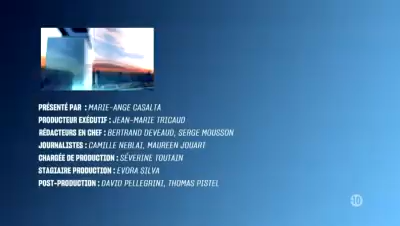 PRÉSENTÉ PAR : MARIE-ANGE CASALTA
PRODUCTEUR EXÉCUTIF : JEAN-MARIE TRICAUD
RÉDACTEURS EN CHEF : BERTRAND DEVEAUD, SERGE MOUSSON
JOURNALISTES : CAMILLE NEBLAI, MAUREEN JOUART
CHARGÉE DE PRODUCTION : SÉVERINE TOUTAIN
STAGIAIRE PRODUCTION : EVORA SILVA
POST-PRODUCTION : DAVID PELLEGRINI, THOMAS PISTEL
-10